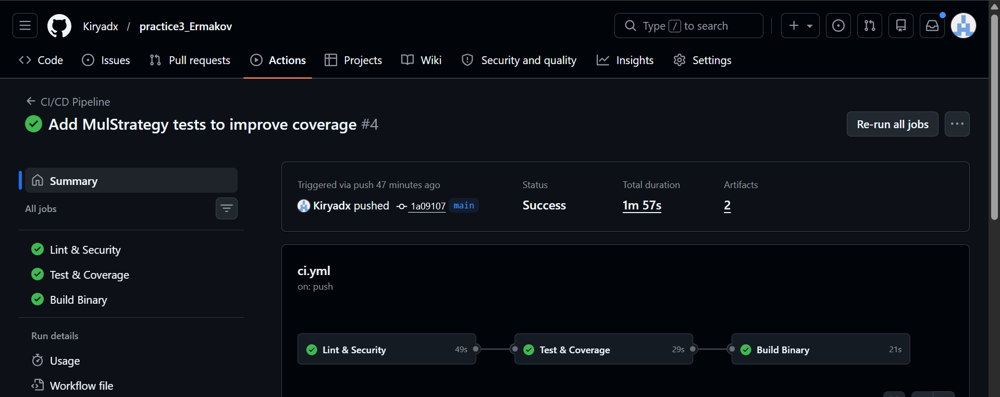 Kiryadx / practice3_Ermakov
Type / to search
Code
Issues
Pull requests
Actions
Projects
Wiki
Security and quality
Insights
Settings
CI/CD Pipeline
Add MulStrategy tests to improve coverage #4
Re-run all jobs
Summary
All jobs
Lint & Security
Test & Coverage
Build Binary
Run details
Usage
Workflow file
Triggered via push 47 minutes ago
Kiryadx pushed 1a09107 main
Status
Success
Total duration
1m 57s
Artifacts
2
ci.yml
on: push
Lint & Security 49s
Test & Coverage 29s
Build Binary 21s